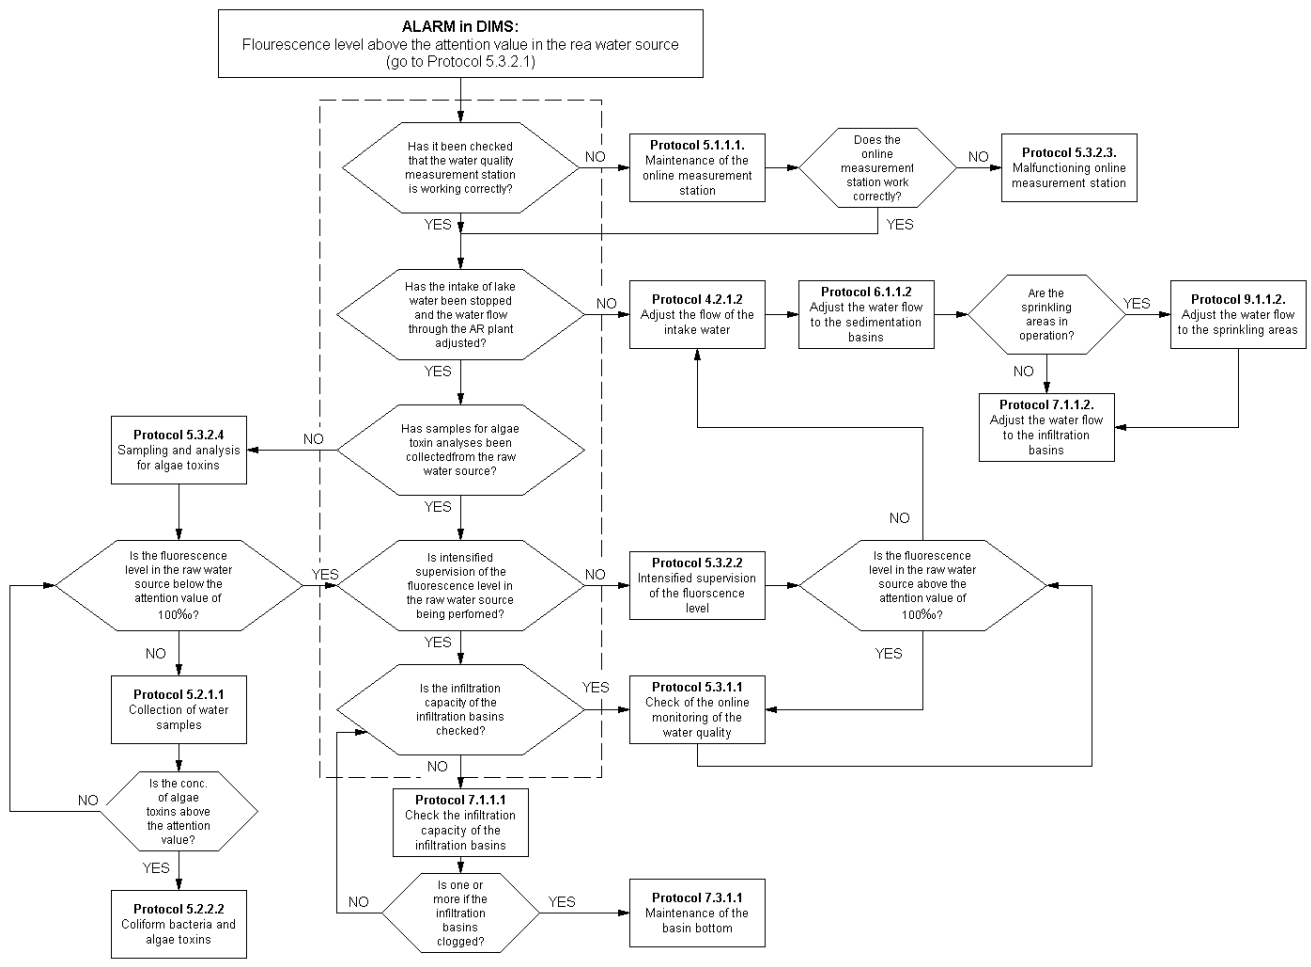 ALARM in DIMS:
Flourescence level above the attention value in the rea water source
(go to Protocol 5.3.2.1)
Has it been checked
that the water quality
measurement station
is working correctly?
NO
Protocol 5.1.1.1.
Maintenance of the
online measurement
station
Does the
online
measurement
station work
correctly?
NO
Protocol 5.3.2.3.
Malfunctioning online
measurement station
YES
YES
Has the intake of lake
water been stopped
and the water flow
through the AR plant
adjusted?
NO
Protocol 4.2.1.2
Adjust the flow of the
intake water
Protocol 6.1.1.2
Adjust the water flow
to the sedimentation
basins
Are the
sprinkling
areas in
operation?
YES
Protocol 9.1.1.2.
Adjust the water flow
to the sprinkling areas
YES
NO
Protocol 7.1.1.2.
Adjust the water flow
to the infiltration
basins
Has samples for algae
toxin analyses been
collectedfrom the raw
water source?
NO
Protocol 5.3.2.4
Sampling and analysis
for algae toxins
YES
NO
Is the fluorescence
level in the raw water
source below the
attention value of
100‰?
YES
Is intensified
supervision of the
fluorescence level in
the raw water source
being perfomed?
NO
Protocol 5.3.2.2
Intensified supervision
of the fluorscence
level
Is the fluorescence
level in the raw water
source above the
attention value of
100‰?
NO
YES
YES
Protocol 5.2.1.1
Collection of water
samples
Is the infiltration
capacity of the
infiltration basins
checked?
YES
Protocol 5.3.1.1
Check of the online
monitoring of the
water quality
NO
Is the conc.
of algae
toxins above
the attention
value?
NO
Protocol 7.1.1.1
Check the infiltration
capacity of the
infiltration basins
YES
Protocol 5.2.2.2
Coliform bacteria and
algae toxins
Is one or
more if the
infiltration
basins
clogged?
NO
YES
Protocol 7.3.1.1
Maintenance of the
basin bottom